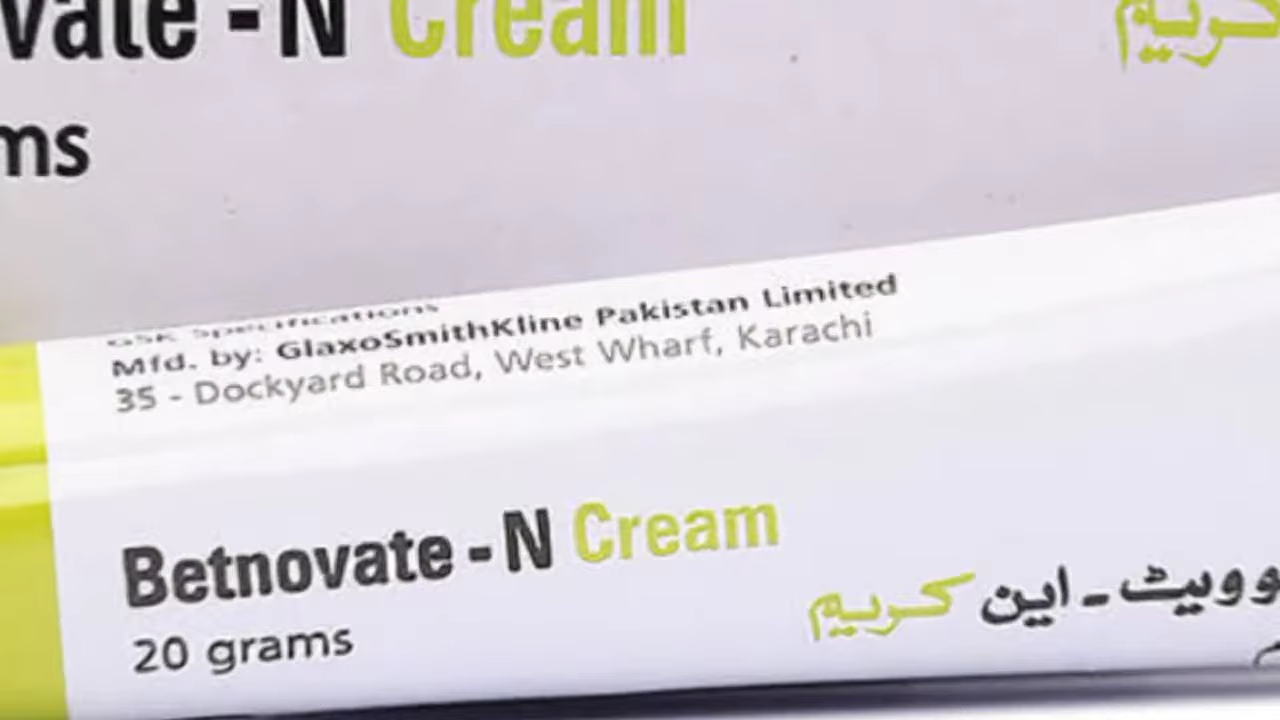 vate - N Cream کریم
ms
GSK Specifications
Mfd. by: GlaxoSmithKline Pakistan Limited
35 - Dockyard Road, West Wharf, Karachi
Betnovate - N Cream
وویٹ - این کریم
20 grams